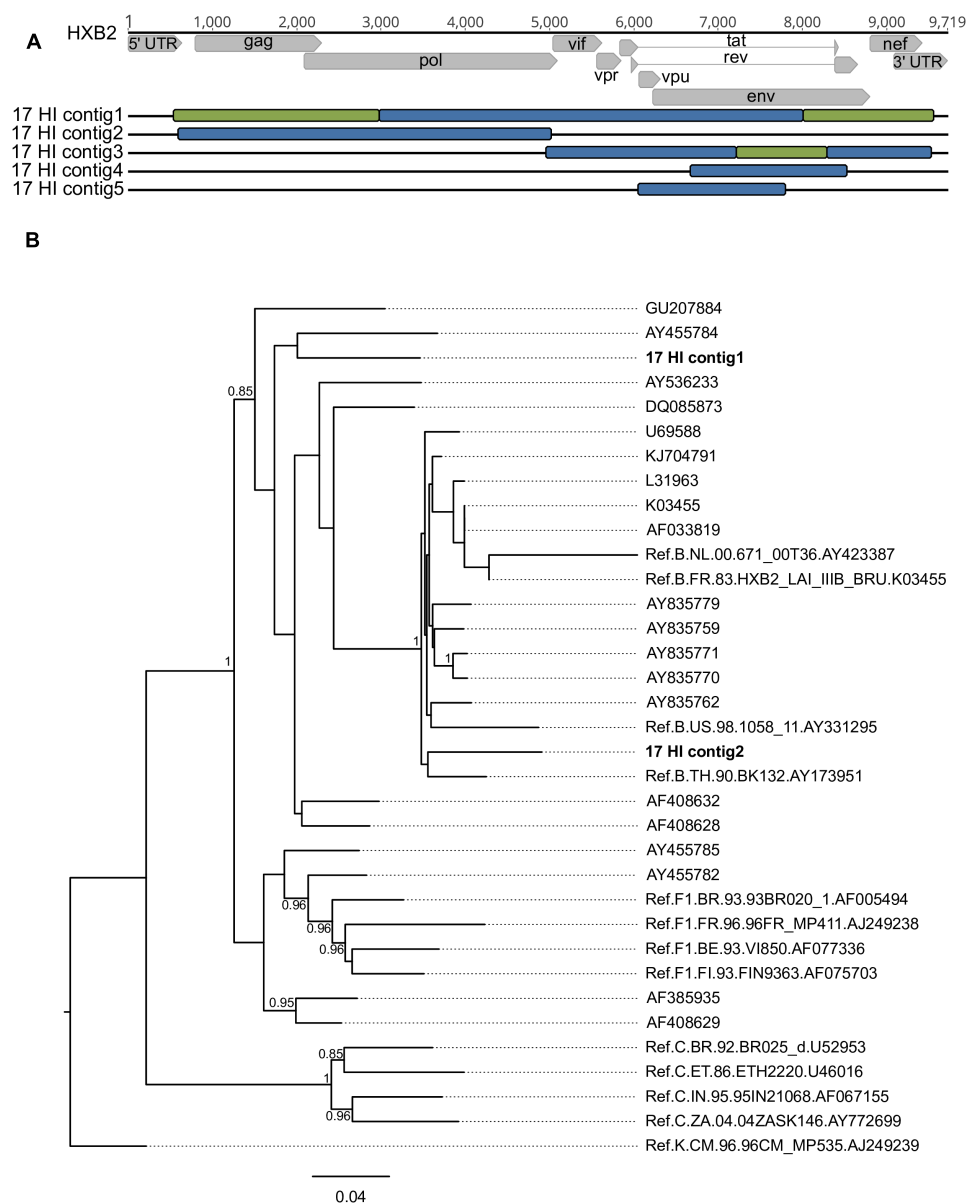 A
HXB2
1 1,000 2,000 3,000 4,000 5,000 6,000 7,000 8,000 9,000 9,719
5' UTR gag vif tat nef
pol vpr rev 3' UTR
vpu
env
17 HI contig1
17 HI contig2
17 HI contig3
17 HI contig4
17 HI contig5
B
GU207884
AY455784
17 HI contig1
AY536233
0.85
DQ085873
U69588
KJ704791
L31963
K03455
AF033819
Ref.B.NL.00.671_00T36.AY423387
Ref.B.FR.83.HXB2_LAI_IIIB_BRU.K03455
AY835779
AY835759
1
AY835771
1
1
AY835770
AY835762
Ref.B.US.98.1058_11.AY331295
17 HI contig2
Ref.B.TH.90.BK132.AY173951
AF408632
AF408628
AY455785
AY455782
Ref.F1.BR.93.93BR020_1.AF005494
0.96
Ref.F1.FR.96.96FR_MP411.AJ249238
0.96
Ref.F1.BE.93.VI850.AF077336
0.96
Ref.F1.FI.93.FIN9363.AF075703
AF385935
0.95
AF408629
Ref.C.BR.92.BR025_d.U52953
0.85
Ref.C.ET.86.ETH2220.U46016
1
Ref.C.IN.95.95IN21068.AF067155
0.96
Ref.C.ZA.04.04ZASK146.AY772699
Ref.K.CM.96.96CM_MP535.AJ249239
0.04